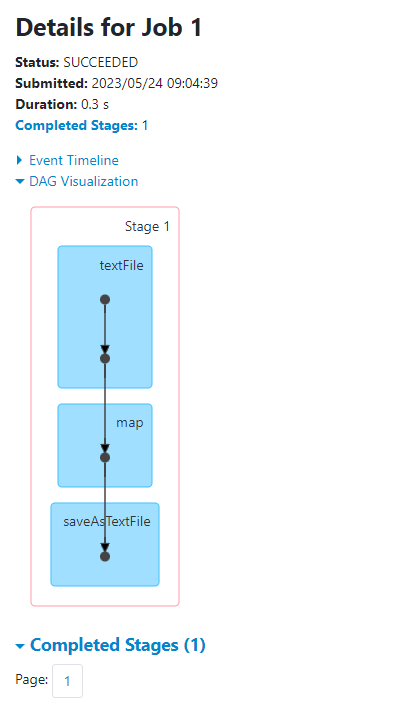 Details for Job 1
Status: SUCCEEDED
Submitted: 2023/05/24 09:04:39
Duration: 0.3 s
Completed Stages: 1
Event Timeline
DAG Visualization
Stage 1
textFile
map
saveAsTextFile
Completed Stages (1)
Page: 1